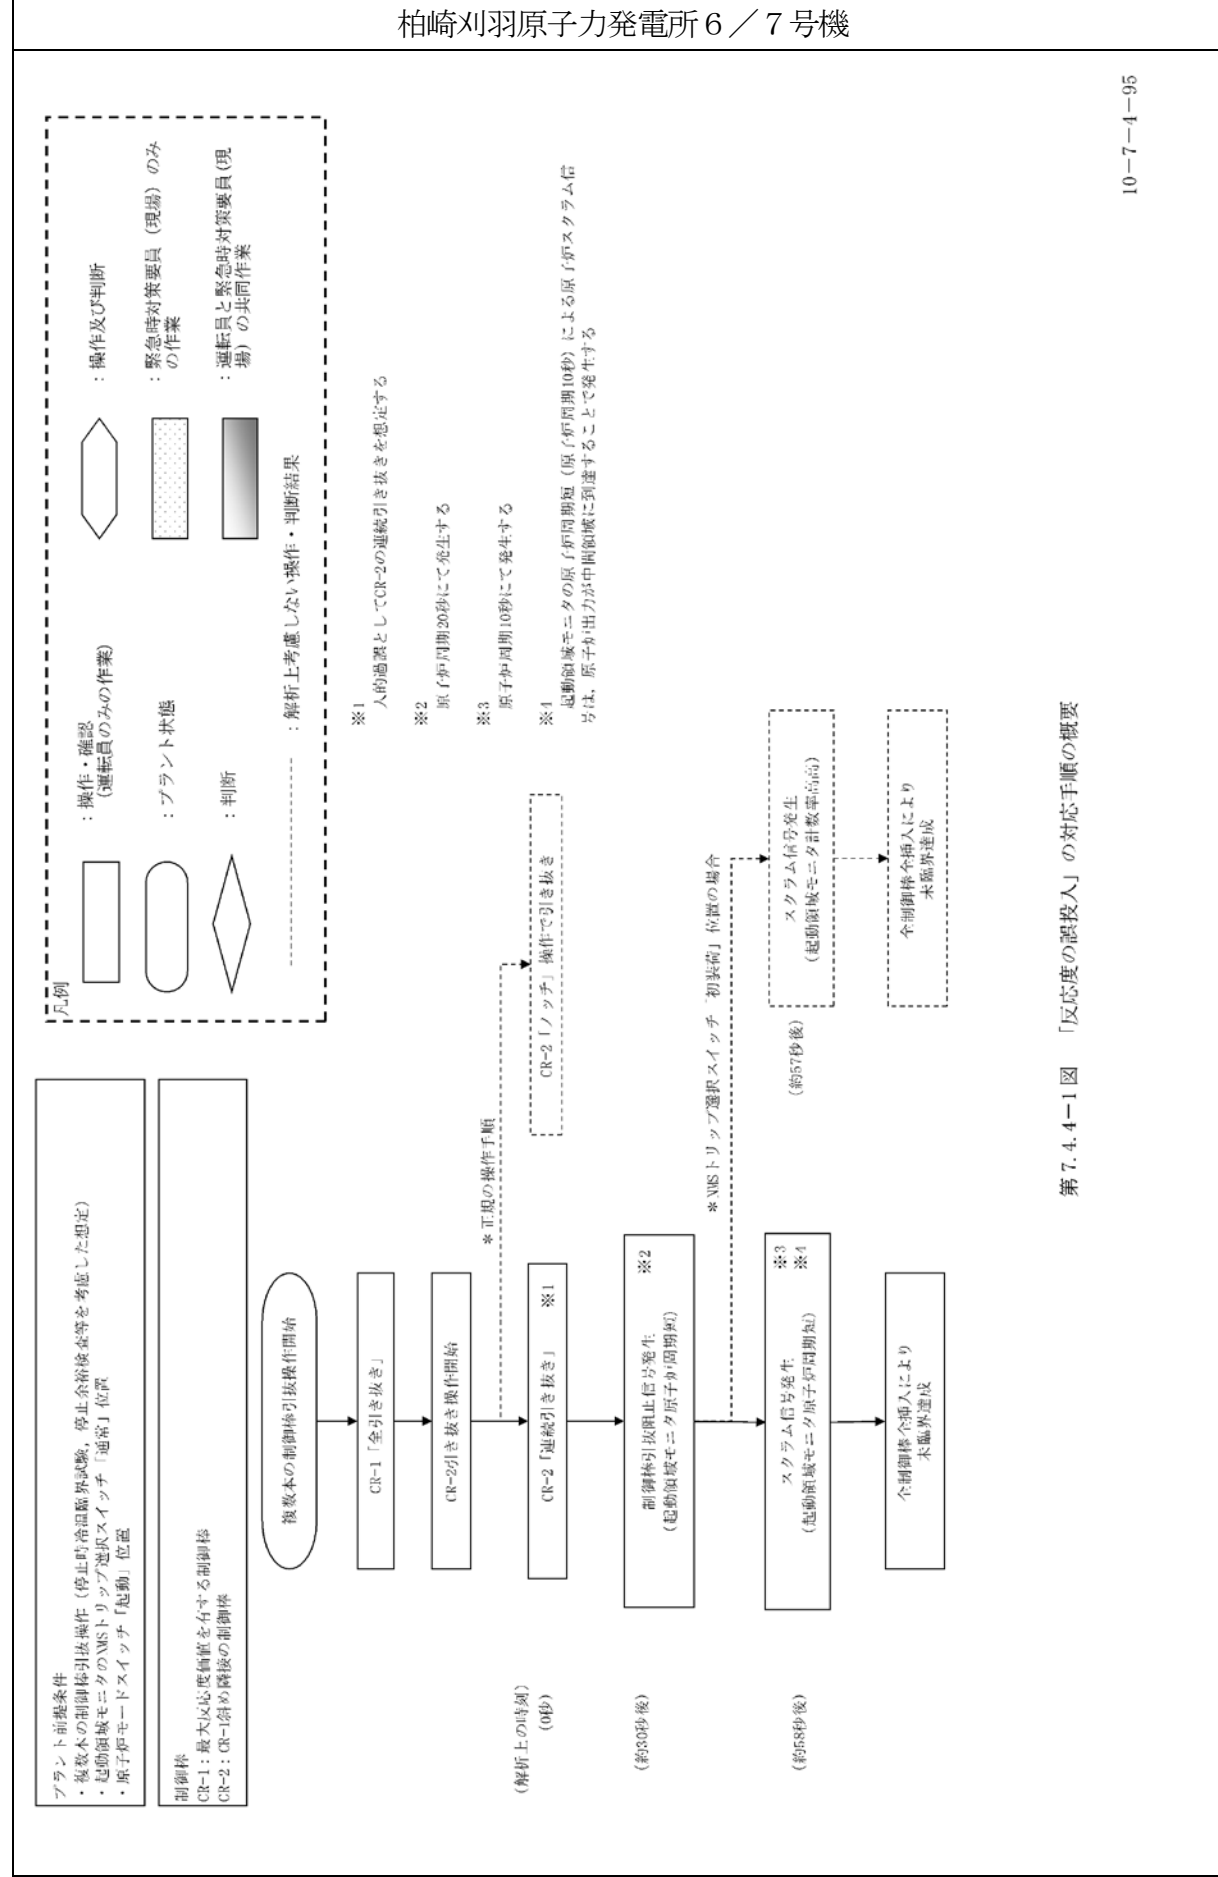 柏崎刈羽原子力発電所６／７号機
プラント前提条件
・複数本の制御棒引抜操作（停止時冷温臨界試験，停止余裕検査等を考慮した想定）
・起動領域モニタのNMSトリップ選択スイッチ「通常」位置
・原子炉モードスイッチ「起動」位置
制御棒
CR-1：最大反応度価値を有する制御棒
CR-2：CR-1斜め隣接の制御棒
凡例
：操作・確認
（運転員のみの作業）
：プラント状態
：判断
：操作及び判断
：緊急時対策要員（現場）のみ
の作業
：運転員と緊急時対策要員（現
場）の共同作業
：解析上考慮しない操作・判断結果
複数本の制御棒引抜操作開始
CR-1「全引き抜き」
CR-2引き抜き操作開始
＊正規の操作手順
（解析上の時刻）
（0秒）
CR-2「連続引き抜き」 ※1
CR-2「ノッチ」操作で引き抜き
（約30秒後）
制御棒引抜阻止信号発生
（起動領域モニタ原子炉周期短） ※2
＊NMSトリップ選択スイッチ「初装荷」位置の場合
（約58秒後）
スクラム信号発生 ※3
（起動領域モニタ原子炉周期短） ※4
（約57秒後）
スクラム信号発生
（起動領域モニタ計数率高高）
全制御棒全挿入により
未臨界達成
全制御棒全挿入により
未臨界達成
※1
人的過誤としてCR-2の連続引き抜きを想定する
※2
原子炉周期20秒にて発生する
※3
原子炉周期10秒にて発生する
※4
起動領域モニタの原子炉周期短（原子炉周期10秒）による原子炉スクラム信
号は，原子炉出力が中間領域に到達することで発生する
第7.4.4－1図　「反応度の誤投入」の対応手順の概要
10－7－4－95